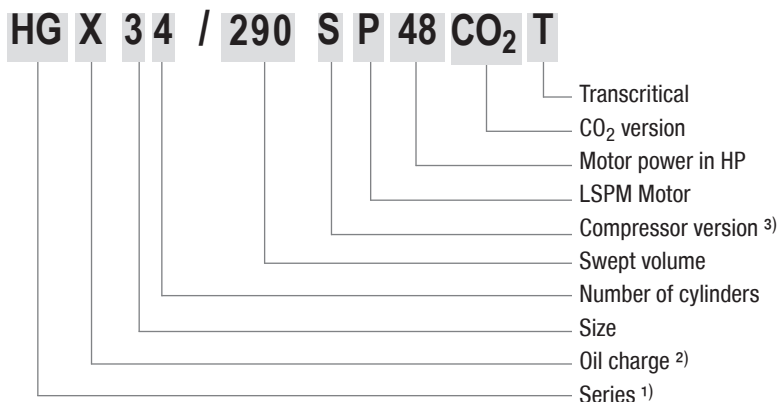 HG X 3 4 / 290 S P 48 CO₂ T
Transcritical
CO₂ version
Motor power in HP
LSPM Motor
Compressor version ³⁾
Swept volume
Number of cylinders
Size
Oil charge ²⁾
Series ¹⁾